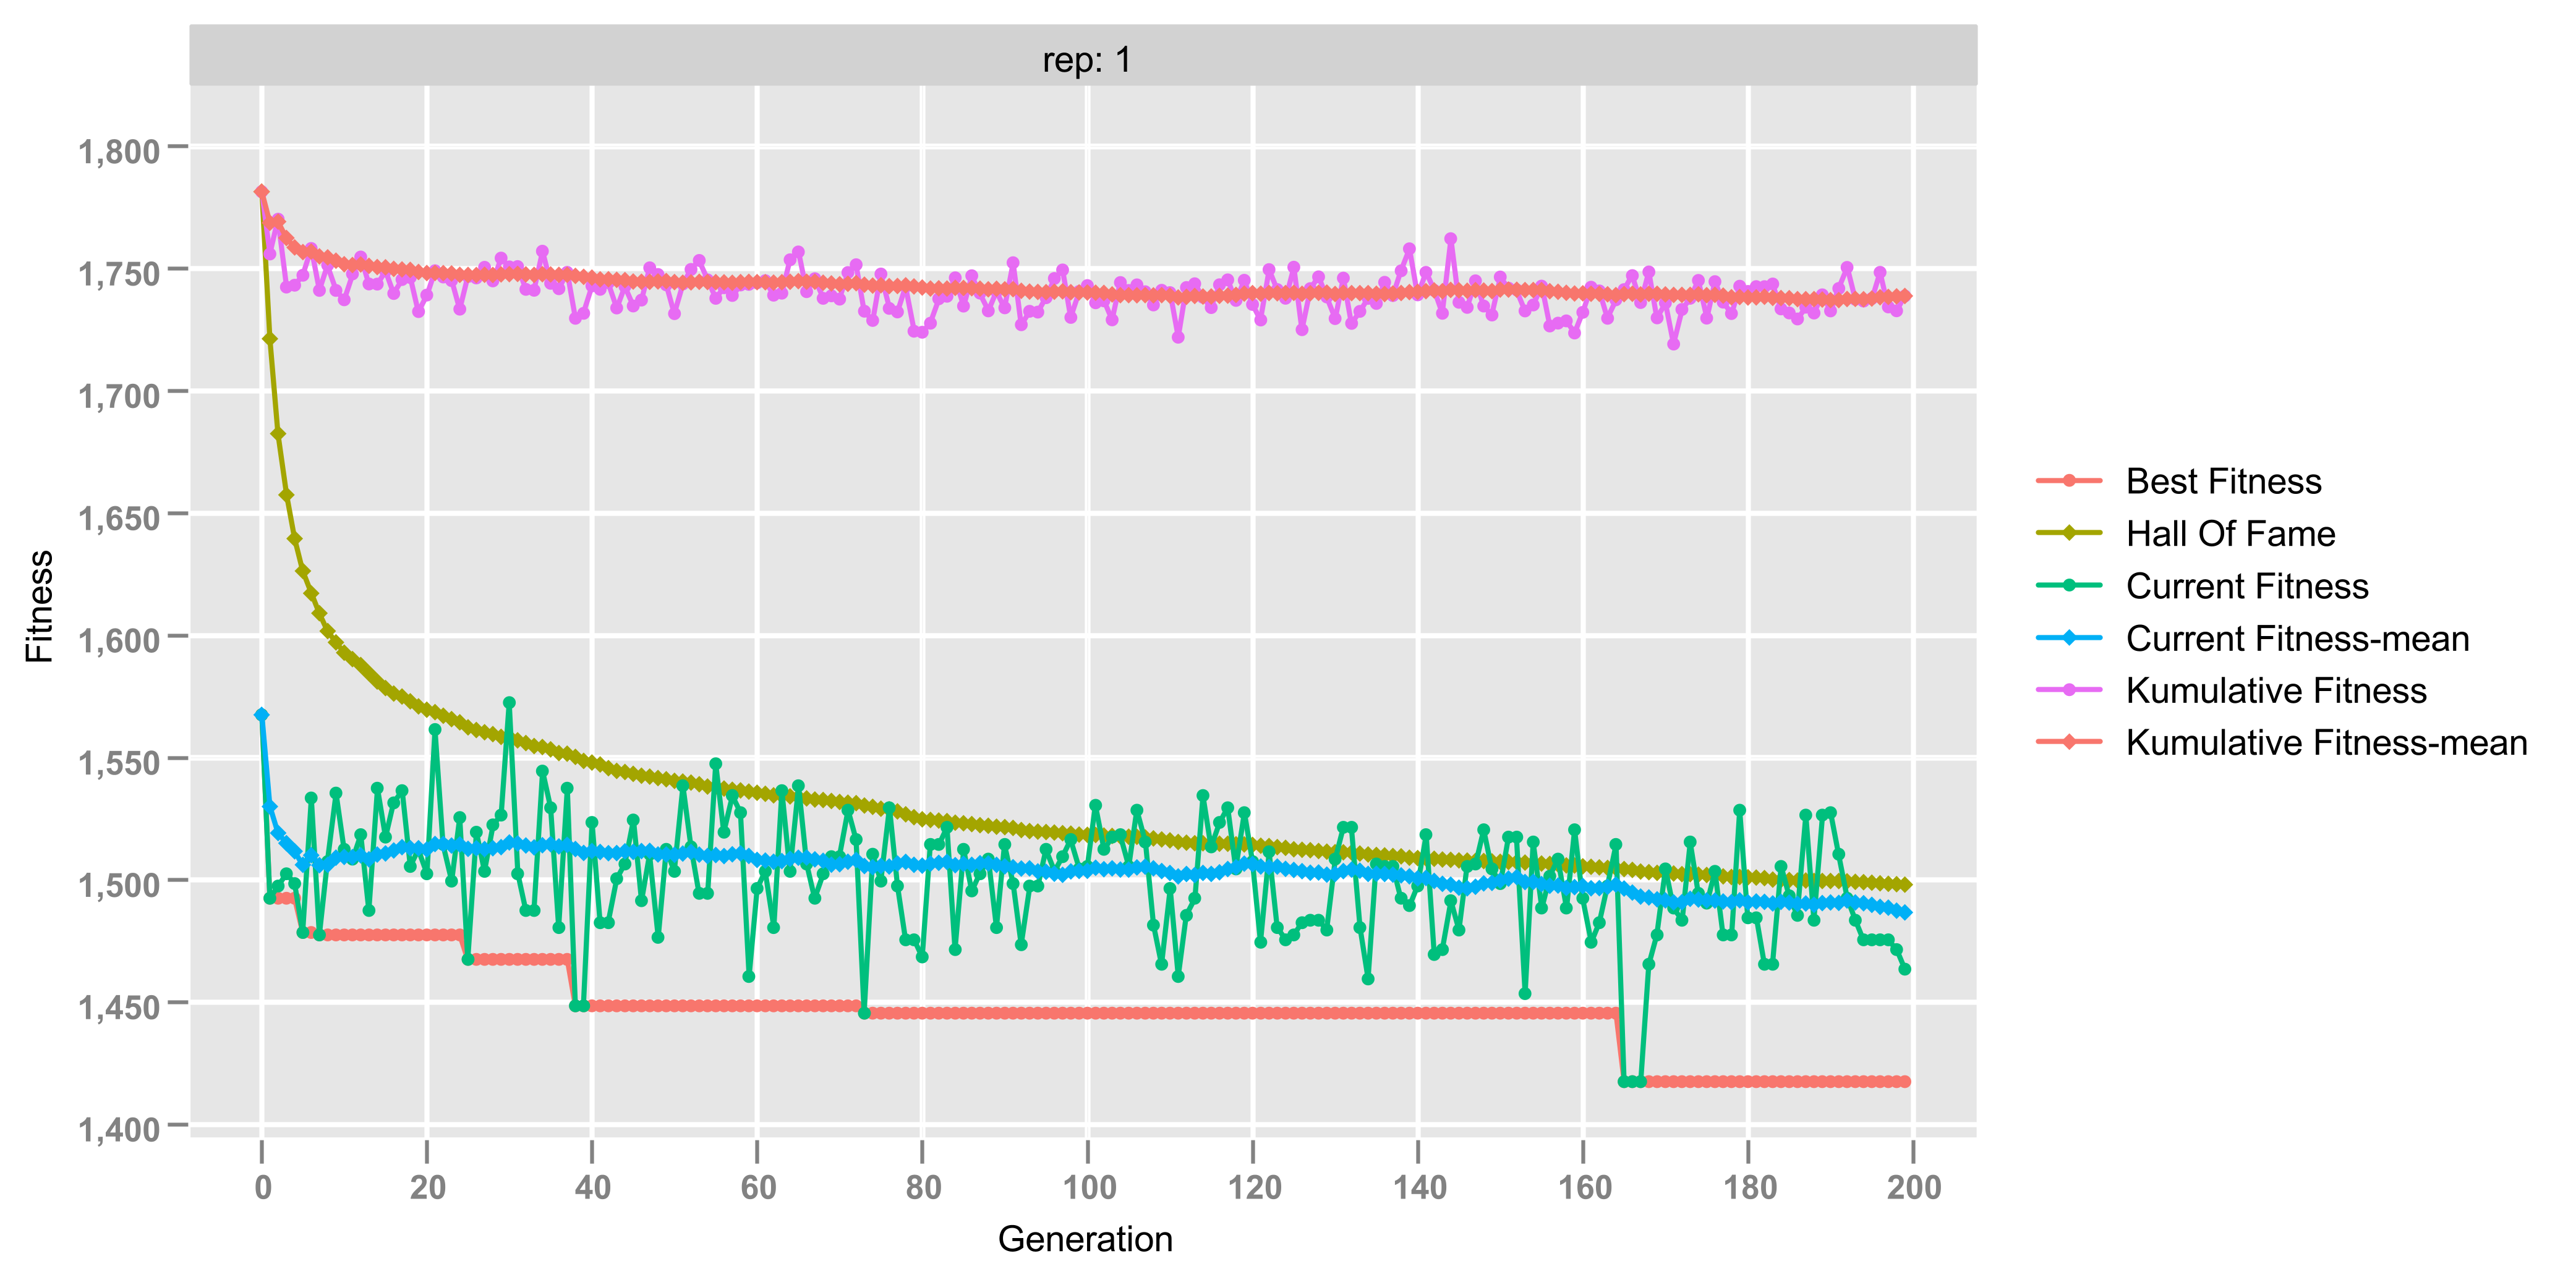 rep: 1
1,800
1,750
1,700
1,650
1,600
1,550
1,500
1,450
1,400
Fitness
0 20 40 60 80 100 120 140 160 180 200
Generation
Best Fitness
Hall Of Fame
Current Fitness
Current Fitness-mean
Kumulative Fitness
Kumulative Fitness-mean